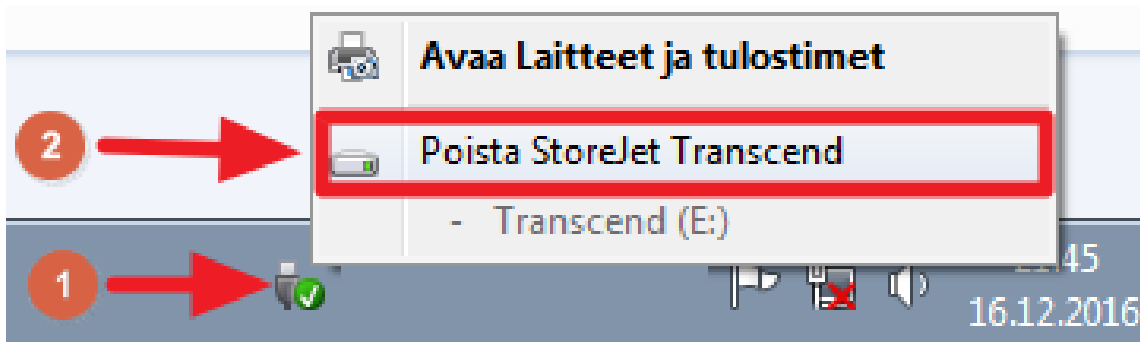 Avaa Laitteet ja tulostimet
2
Poista StoreJet Transcend
- Transcend (E:)
1
16.12.2016